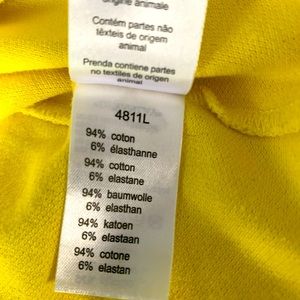 origine animale
Contém partes não
têxteis de origem
animal
Prenda contiene partes
no textiles de origen
animal
4811L
94% coton
6% élasthanne
94% cotton
6% elastane
94% baumwolle
6% elasthan
94% katoen
6% elastaan
94% cotone
6% elastan